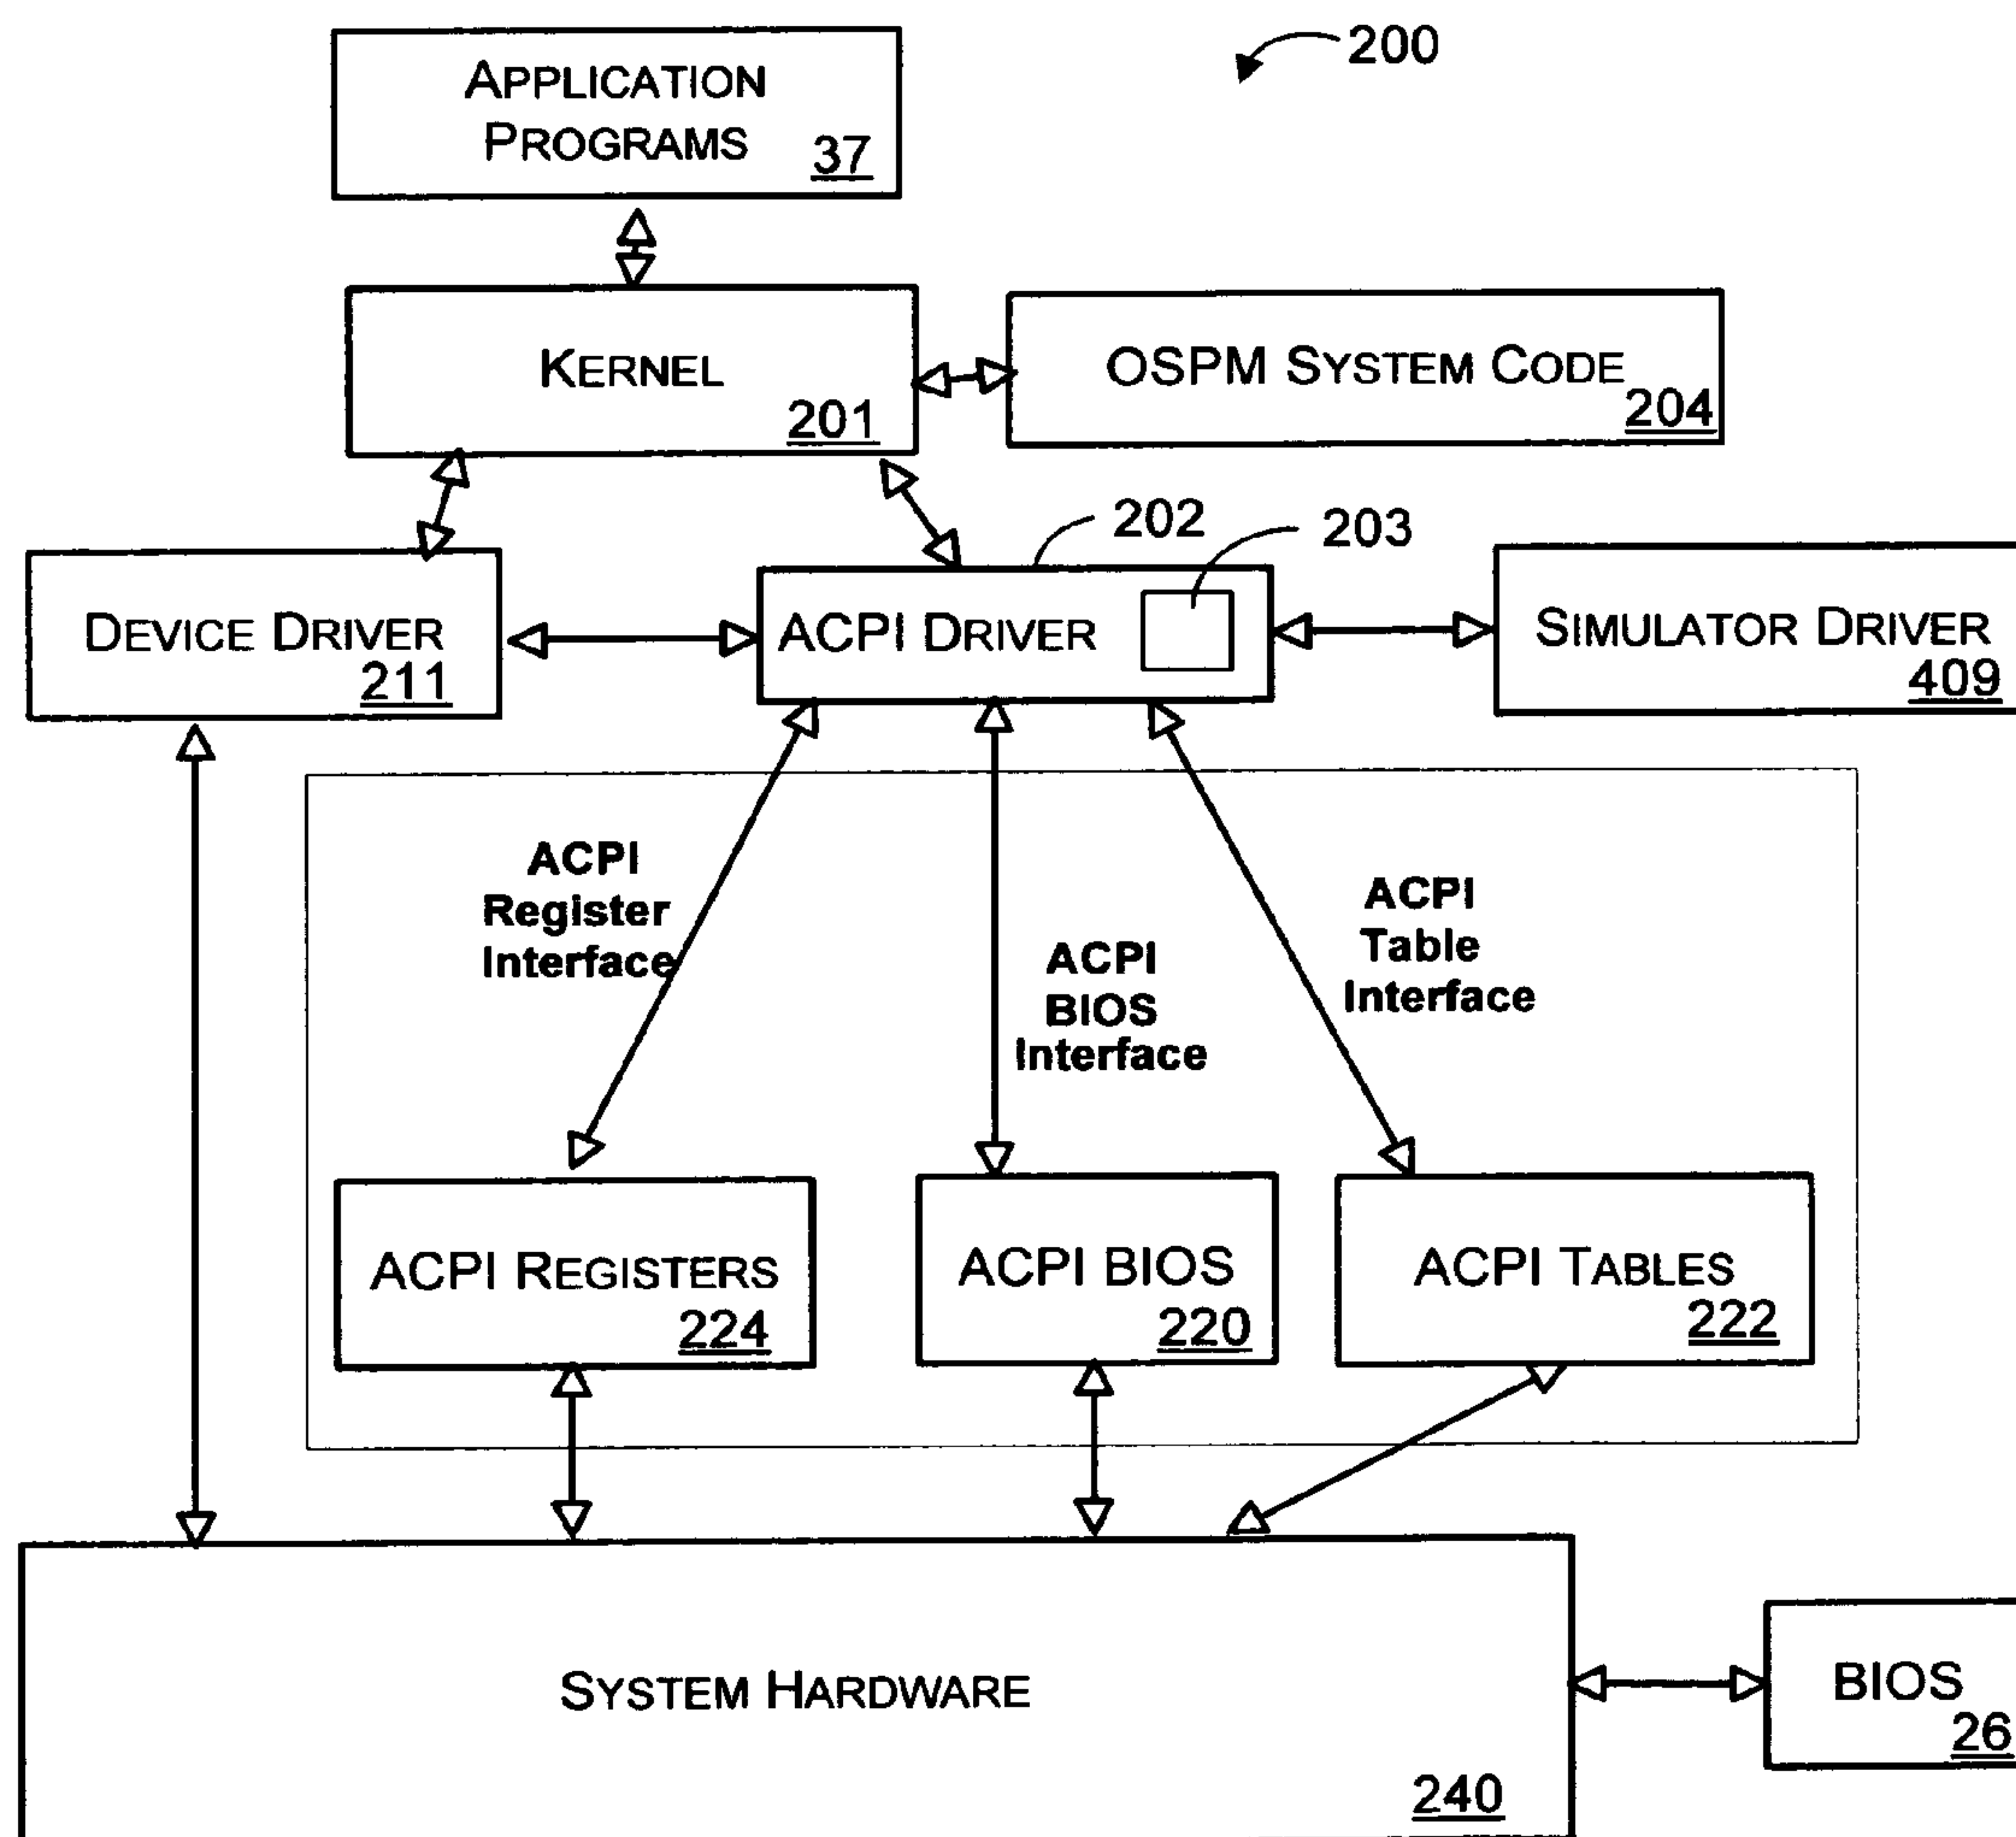 200
APPLICATION
PROGRAMS
37
KERNEL
201
OSPM SYSTEM CODE
204
202
203
DEVICE DRIVER
211
ACPI DRIVER
SIMULATOR DRIVER
409
ACPI
Register
Interface
ACPI
BIOS
Interface
ACPI
Table
Interface
ACPI REGISTERS
224
ACPI BIOS
220
ACPI TABLES
222
SYSTEM HARDWARE
240
BIOS
26